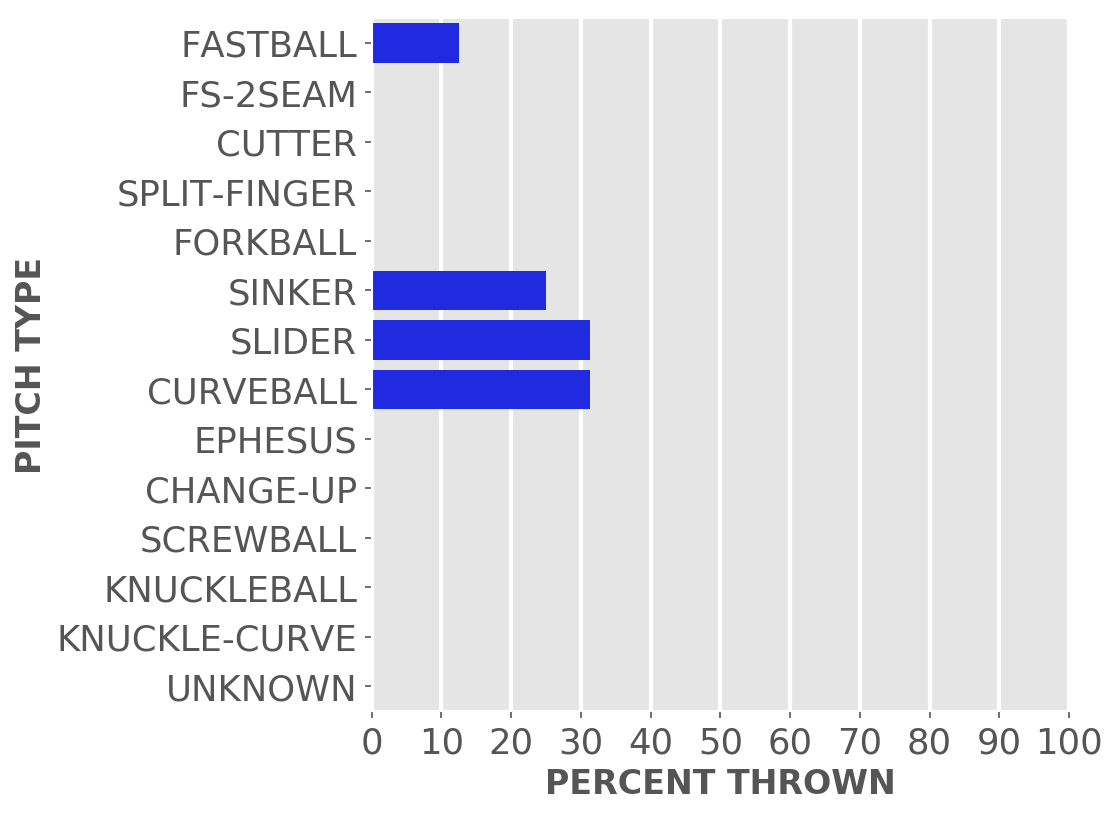 PITCH TYPE
FASTBALL
FS-2SEAM
CUTTER
SPLIT-FINGER
FORKBALL
SINKER
SLIDER
CURVEBALL
EPHESUS
CHANGE-UP
SCREWBALL
KNUCKLEBALL
KNUCKLE-CURVE
UNKNOWN
0 10 20 30 40 50 60 70 80 90 100
PERCENT THROWN